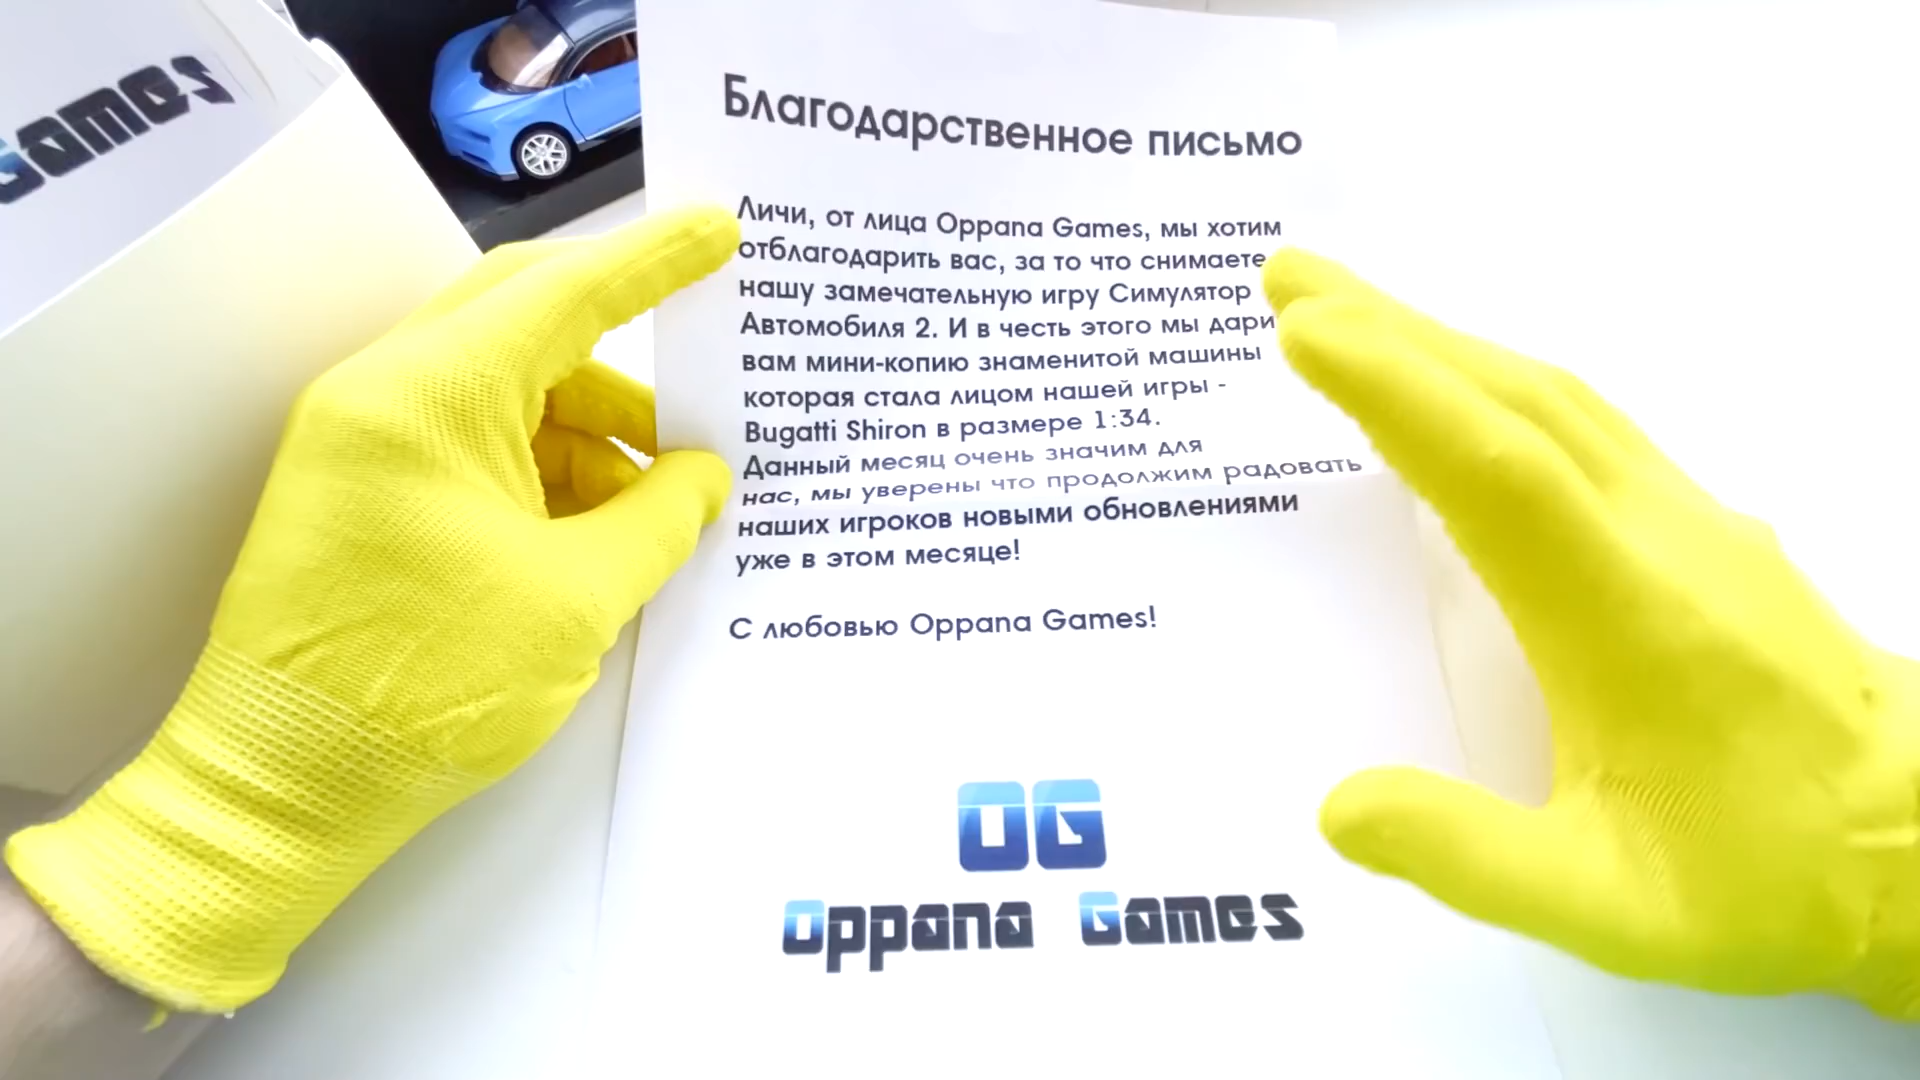 Games
Благодарственное письмо
Личи, от лица Oppana Games, мы хотим
отблагодарить вас, за то что снимаете
нашу замечательную игру Симулятор
Автомобиля 2. И в честь этого мы дари
вам мини-копию знаменитой машины
которая стала лицом нашей игры -
Bugatti Shiron в размере 1:34.
Данный месяц очень значим для
нас, мы уверены что продолжим радовать
наших игроков новыми обновлениями
уже в этом месяце!
С любовью Oppana Games!
OG
Oppana Games